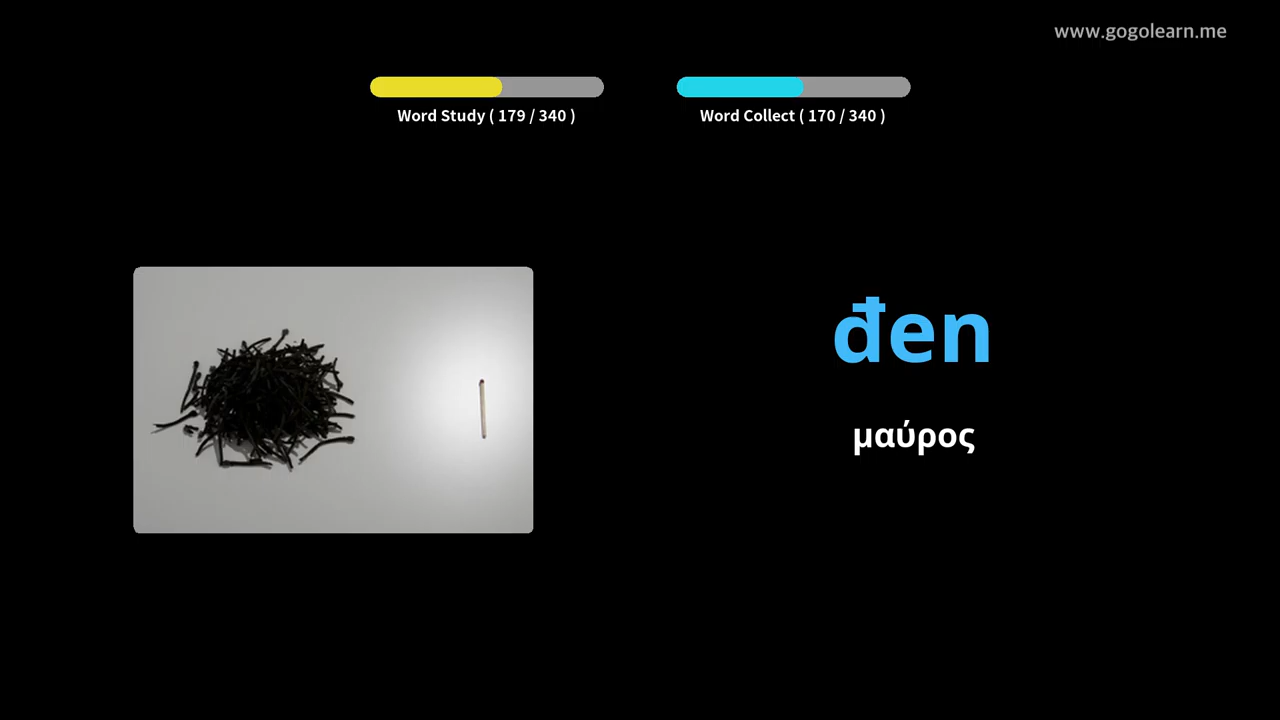 www.gogolearn.me
Word Study ( 179 / 340 )
Word Collect ( 170 / 340 )
đen
μαύρος